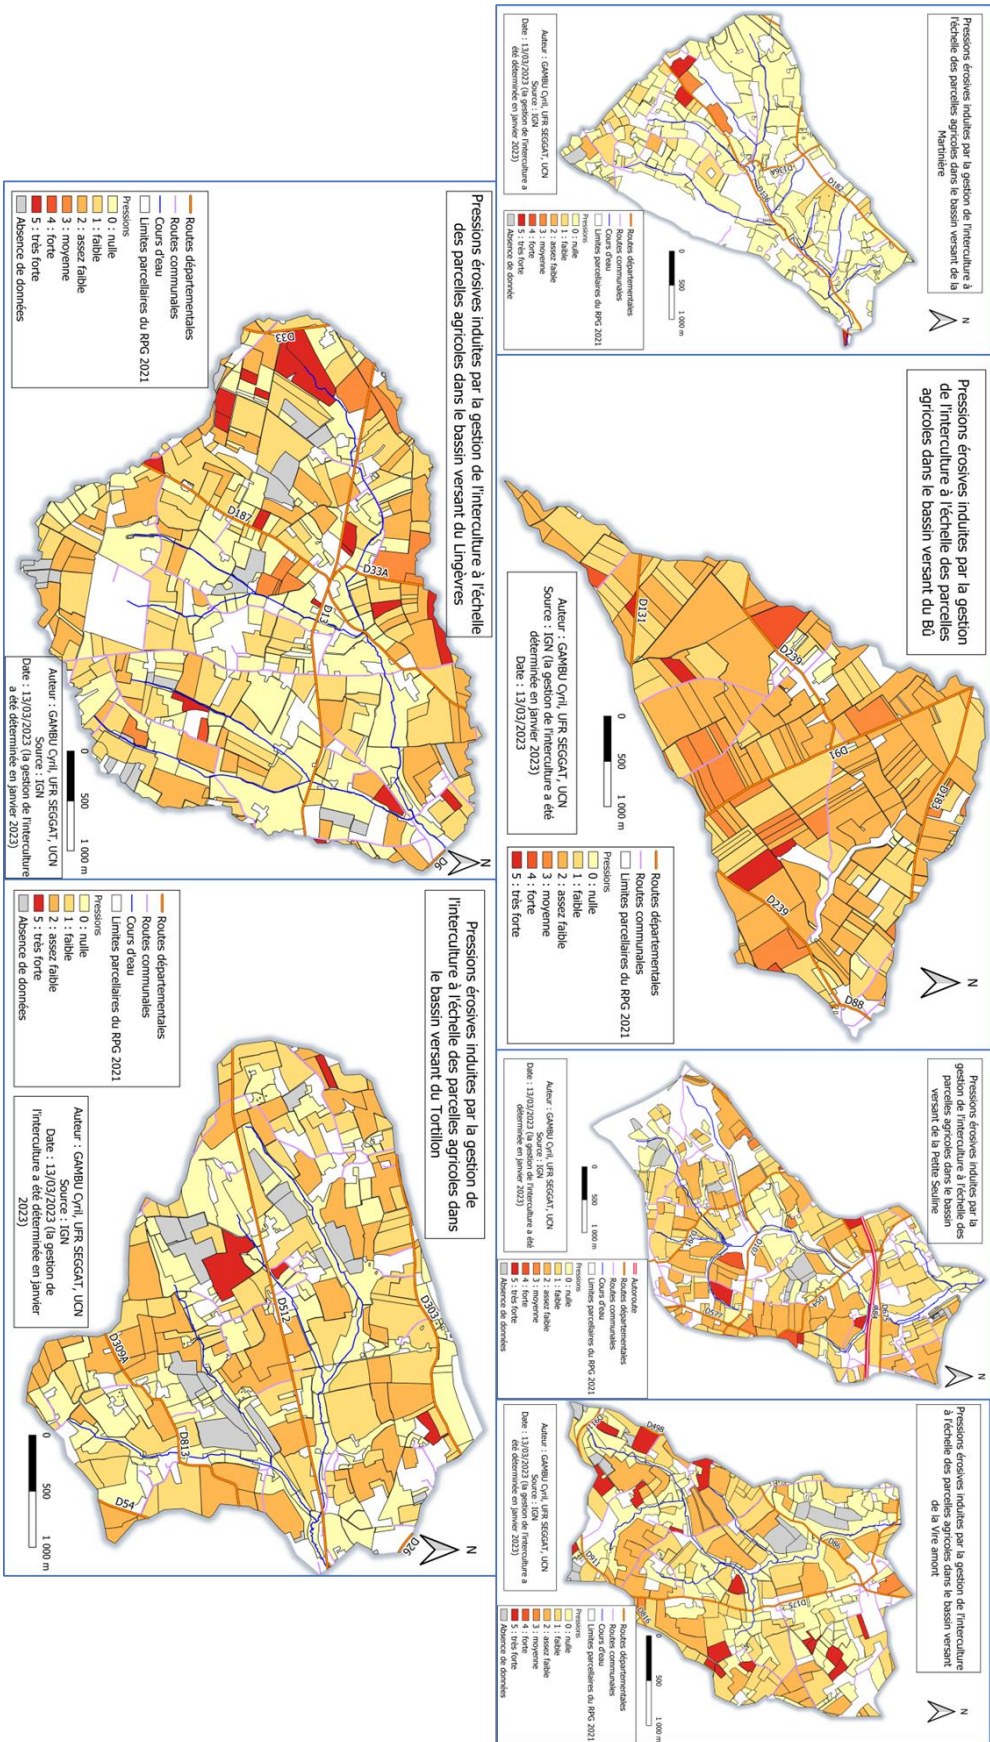 Pressions érosives induites par la gestion de l'interculture à
l'échelle des parcelles agricoles dans le bassin versant de la
Martinière
Auteur : GAMBU Cyril, UFR SEGGAT, UCN
Source : IGN
Date : 13/03/2023 (la gestion de l'interculture a
été déterminée en janvier 2023)
Routes départementales
Routes communales
Cours d'eau
Limites parcellaires du RPG 2021
Pressions
0 : nulle
1 : faible
2 : assez faible
3 : moyenne
4 : forte
5 : très forte
Absence de donnée
0 500 1 000 m
N
D182
D136A
D136
Pressions érosives induites par la gestion
de l'interculture à l'échelle des parcelles
agricoles dans le bassin versant du Bû
Auteur : GAMBU Cyril, UFR SEGGAT, UCN
Source : IGN (la gestion de l'interculture a été
déterminée en janvier 2023)
Date : 13/03/2023
0 500 1 000 m
Routes départementales
Routes communales
Limites parcellaires du RPG 2021
Pressions
0 : nulle
1 : faible
2 : assez faible
3 : moyenne
4 : forte
5 : très forte
N
D131
D239
D91
D183
D239
D88
Pressions érosives induites par la
gestion de l'interculture à l'échelle des
parcelles agricoles dans le bassin
versant de la Petite Seulline
Auteur : GAMBU Cyril, UFR SEGGAT, UCN
Source : IGN
Date : 13/03/2023 (la gestion de l'interculture a été
déterminée en janvier 2023)
0 500 1 000 m
Autoroute
Routes départementales
Routes communales
Cours d'eau
Limites parcellaires du RPG 2021
Pressions
0 : nulle
1 : faible
2 : assez faible
3 : moyenne
4 : forte
5 : très forte
Absence de données
N
D577
A84
D675
Pressions érosives induites par la gestion de l'interculture
à l'échelle des parcelles agricoles dans le bassin versant
de la Vire amont
Auteur : GAMBU Cyril, UFR SEGGAT, UCN
Source : IGN
Date : 13/03/2023 (la gestion de l'interculture a
été déterminée en janvier 2023)
Routes départementales
Routes communales
Cours d'eau
Limites parcellaires du RPG 2021
Pressions
0 : nulle
1 : faible
2 : assez faible
3 : moyenne
4 : forte
5 : très forte
Absence de données
0 500 1 000 m
N
D498
D86
D911
D175
D816
Pressions érosives induites par la gestion de l'interculture à l'échelle
des parcelles agricoles dans le bassin versant du Lingèvres
Routes départementales
Routes communales
Cours d'eau
Limites parcellaires du RPG 2021
Pressions
0 : nulle
1 : faible
2 : assez faible
3 : moyenne
4 : forte
5 : très forte
Absence de données
Auteur : GAMBU Cyril, UFR SEGGAT, UCN
Source : IGN
Date : 13/03/2023 (la gestion de l'interculture
a été déterminée en janvier 2023)
0 500 1 000 m
N
D33
D187
D33A
D13
D6
Pressions érosives induites par la gestion de
l'interculture à l'échelle des parcelles agricoles dans
le bassin versant du Tortillon
Routes départementales
Routes communales
Cours d'eau
Limites parcellaires du RPG 2021
Pressions
0 : nulle
1 : faible
2 : assez faible
5 : très forte
Absence de données
Auteur : GAMBU Cyril, UFR SEGGAT, UCN
Source : IGN
Date : 13/03/2023 (la gestion de
l'interculture a été déterminée en janvier
2023)
0 500 1 000 m
N
D303
D512
D309A
D813
D54
D26